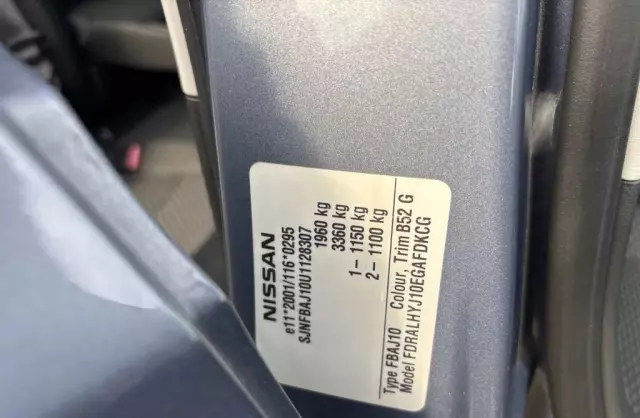 NISSAN
e11*2001/116*0295
SJNFBAJ10U1128307
1960 kg
3360 kg
1– 1150 kg
2– 1100 kg
Type FBAJ10 Colour, Trim B52 G
Model FDRALHYJ10EGAFDKCG